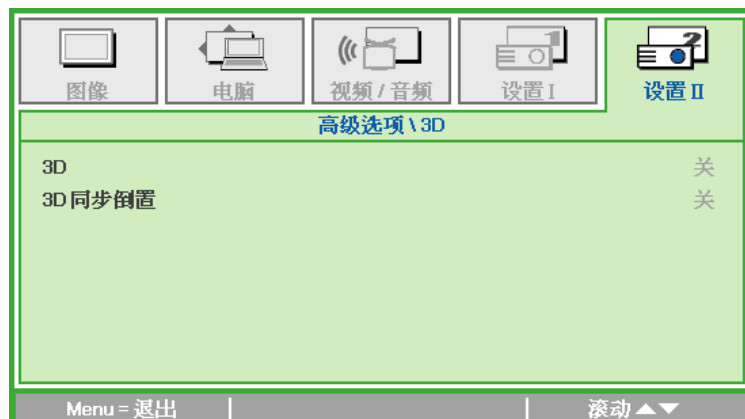 图像 电脑 视频 / 音频 设置 I 设置 II
高级选项 \ 3D
3D 关
3D 同步倒置 关
Menu = 退出 滚动▲▼